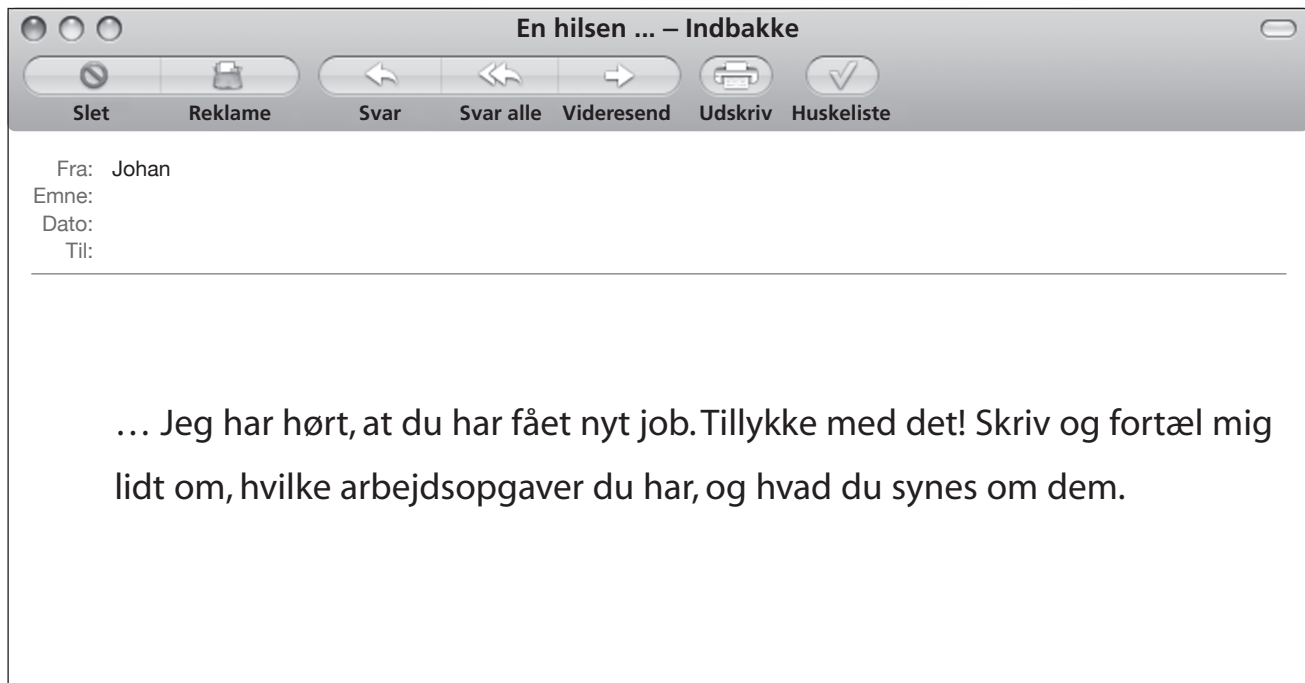 En hilsen ... – Indbakke
Slet Reklame Svar Svar alle Videresend Udskriv Huskeliste
Fra: Johan
Emne:
Dato:
Til:
… Jeg har hørt, at du har fået nyt job. Tillykke med det! Skriv og fortæl mig
lidt om, hvilke arbejdsopgaver du har, og hvad du synes om dem.